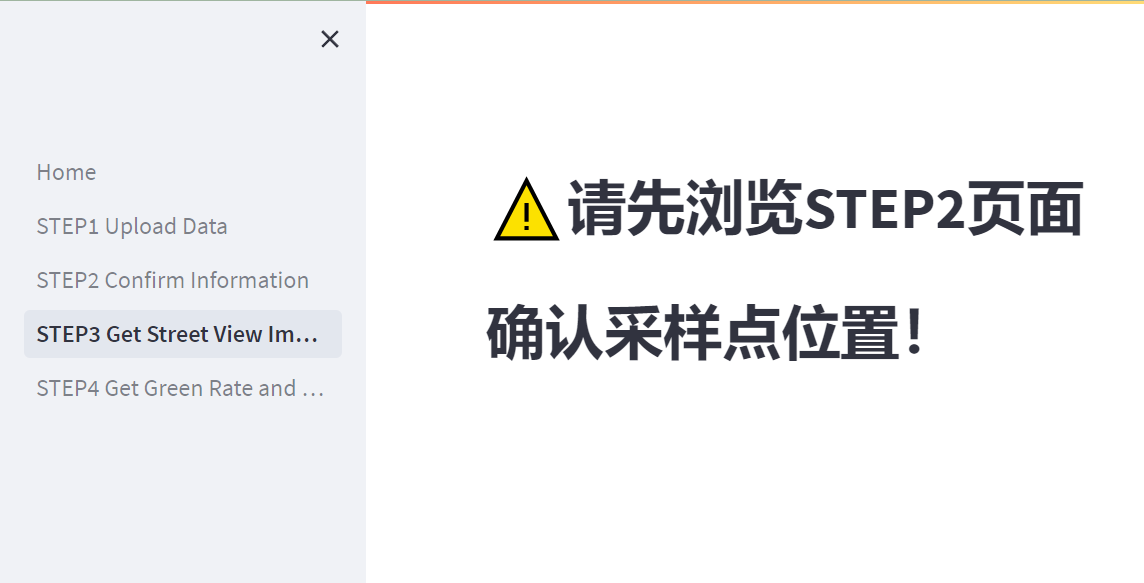 Home
STEP1 Upload Data
STEP2 Confirm Information
STEP3 Get Street View Im...
STEP4 Get Green Rate and ...
⚠️请先浏览STEP2页面
确认采样点位置！